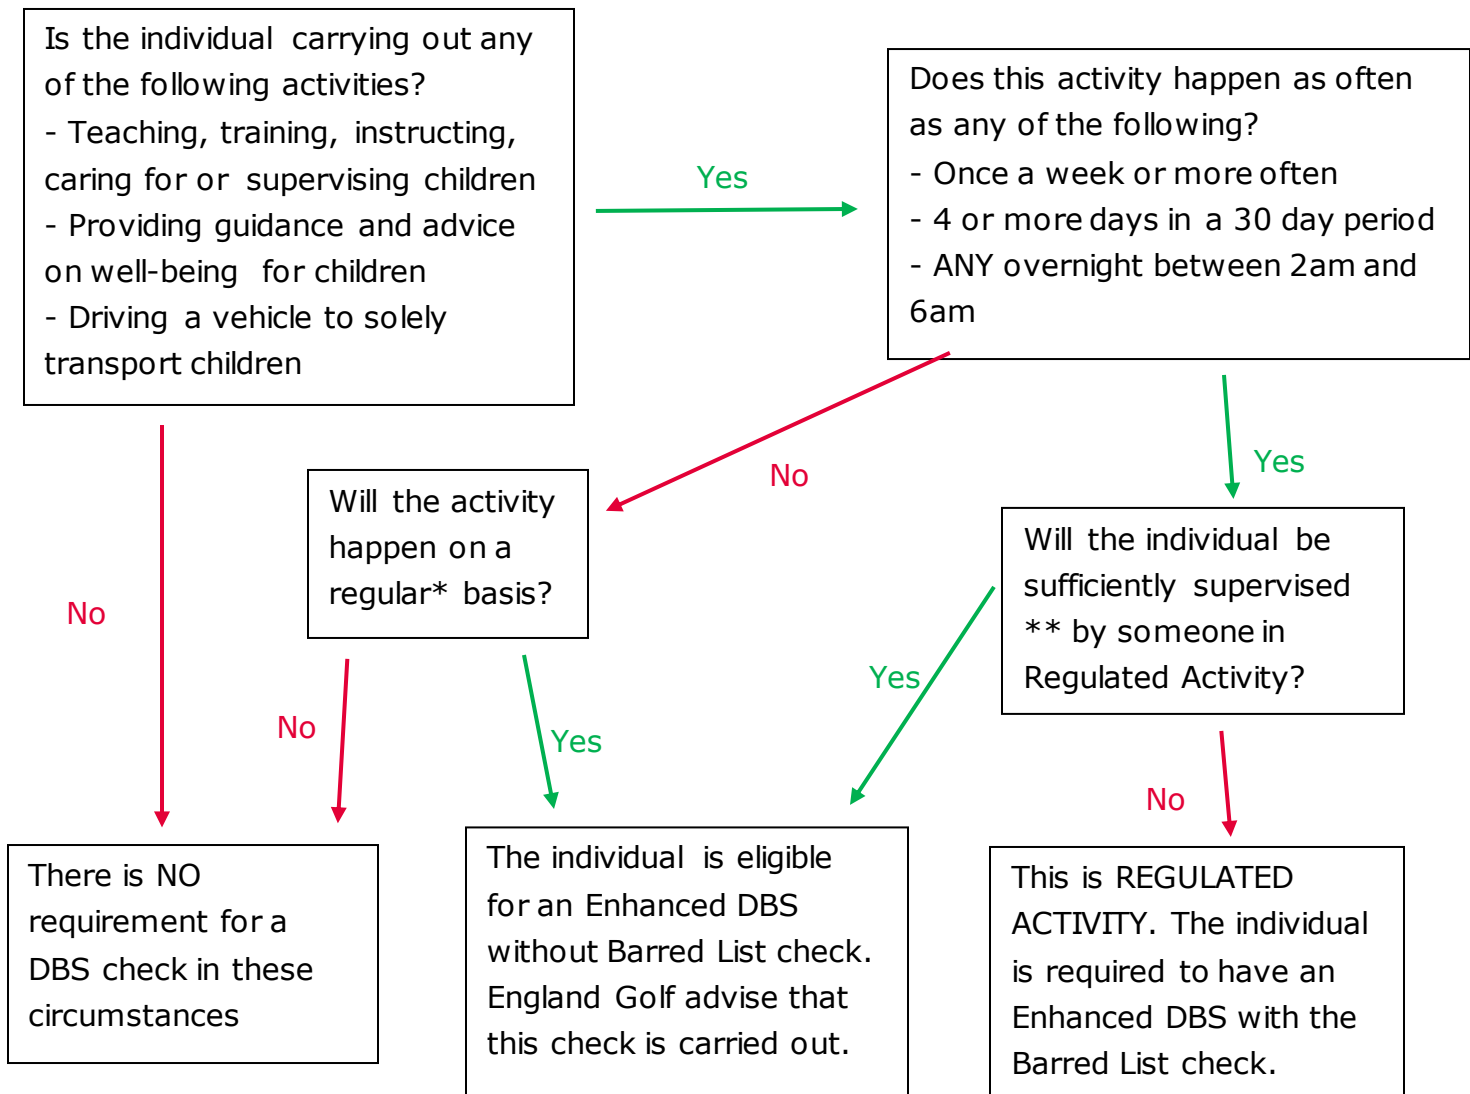 Is the individual carrying out any
of the following activities?
- Teaching, training, instructing,
caring for or supervising children
- Providing guidance and advice
on well-being for children
- Driving a vehicle to solely
transport children
Yes
Does this activity happen as often
as any of the following?
- Once a week or more often
- 4 or more days in a 30 day period
- ANY overnight between 2am and
6am
No
Yes
Will the activity
happen on a
regular* basis?
Will the individual be
sufficiently supervised
** by someone in
Regulated Activity?
No
No
Yes
Yes
No
There is NO
requirement for a
DBS check in these
circumstances
The individual is eligible
for an Enhanced DBS
without Barred List check.
England Golf advise that
this check is carried out.
This is REGULATED
ACTIVITY. The individual
is required to have an
Enhanced DBS with the
Barred List check.